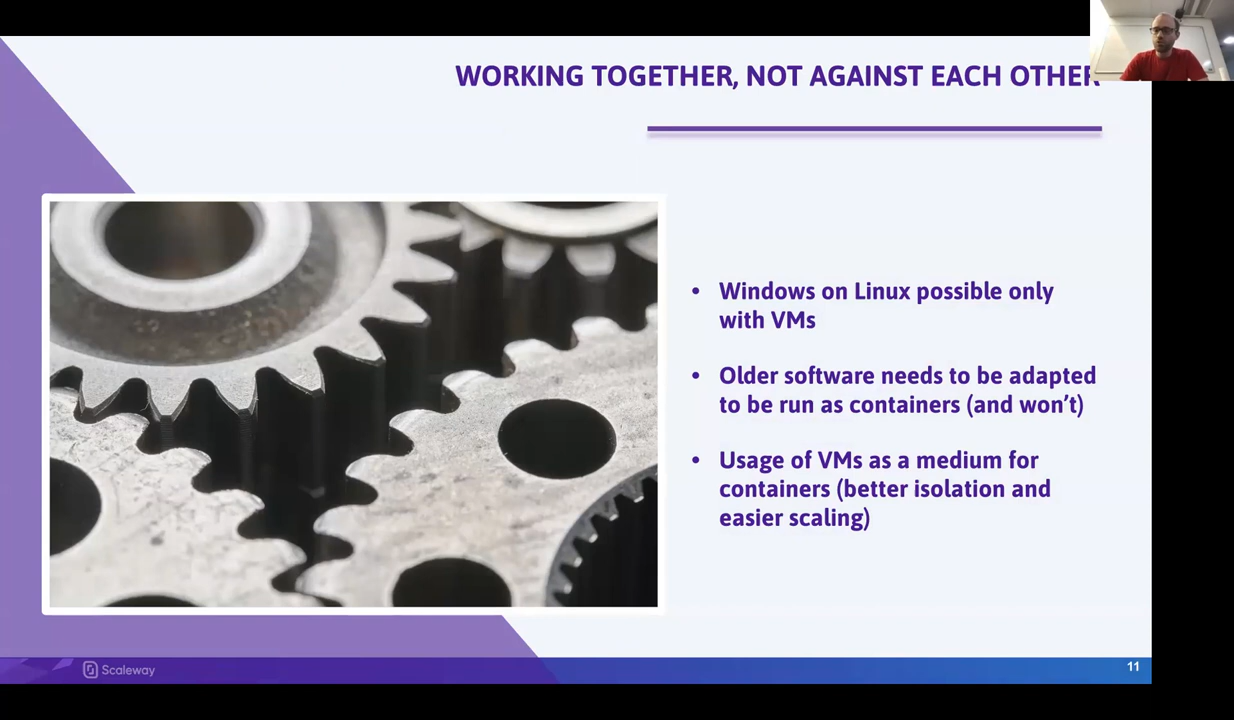 WORKING TOGETHER, NOT AGAINST EACH OTHER
• Windows on Linux possible only
with VMs
• Older software needs to be adapted
to be run as containers (and won’t)
• Usage of VMs as a medium for
containers (better isolation and
easier scaling)
Scaleway
11